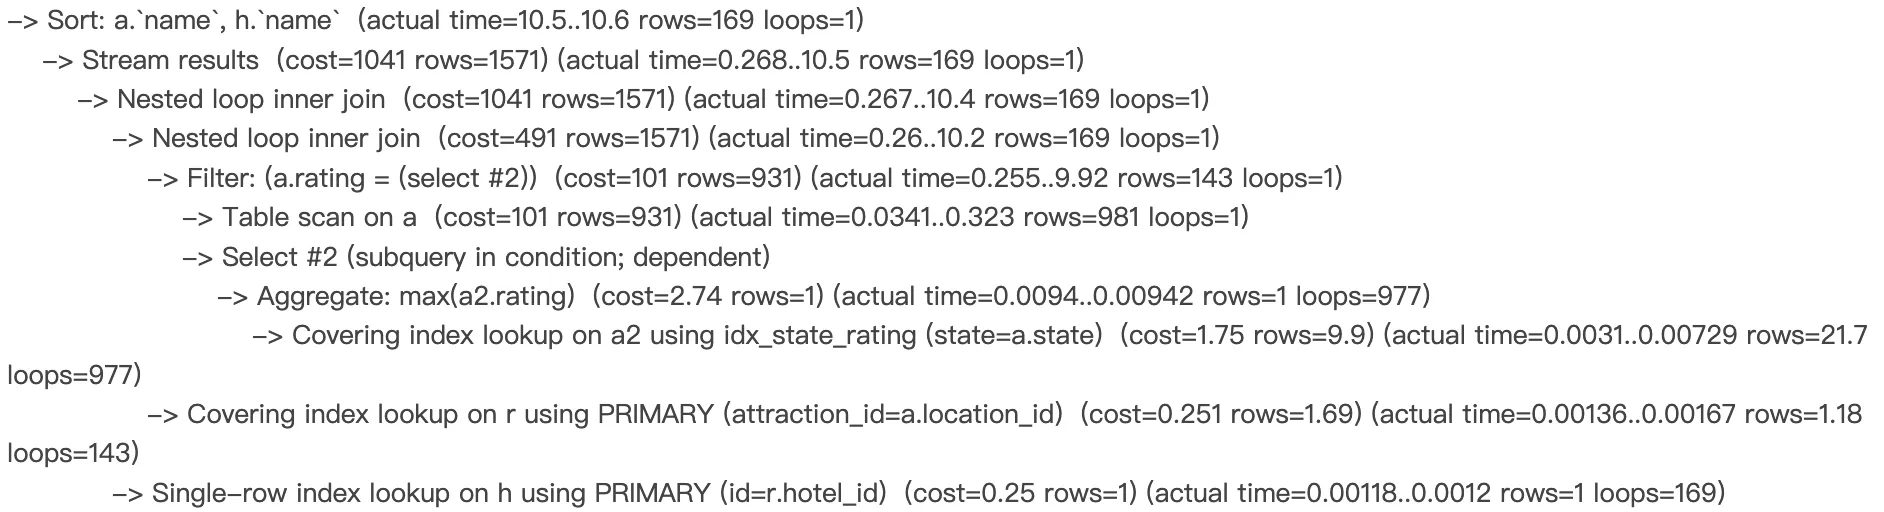 –> Sort: a.`name`, h.`name`  (actual time=10.5..10.6 rows=169 loops=1)
–> Stream results  (cost=1041 rows=1571) (actual time=0.268..10.5 rows=169 loops=1)
–> Nested loop inner join  (cost=1041 rows=1571) (actual time=0.267..10.4 rows=169 loops=1)
–> Nested loop inner join  (cost=491 rows=1571) (actual time=0.26..10.2 rows=169 loops=1)
–> Filter: (a.rating = (select #2))  (cost=101 rows=931) (actual time=0.255..9.92 rows=143 loops=1)
–> Table scan on a  (cost=101 rows=931) (actual time=0.0341..0.323 rows=981 loops=1)
–> Select #2 (subquery in condition; dependent)
–> Aggregate: max(a2.rating)  (cost=2.74 rows=1) (actual time=0.0094..0.00942 rows=1 loops=977)
–> Covering index lookup on a2 using idx_state_rating (state=a.state)  (cost=1.75 rows=9.9) (actual time=0.0031..0.00729 rows=21.7
loops=977)
–> Covering index lookup on r using PRIMARY (attraction_id=a.location_id)  (cost=0.251 rows=1.69) (actual time=0.00136..0.00167 rows=1.18
loops=143)
–> Single–row index lookup on h using PRIMARY (id=r.hotel_id)  (cost=0.25 rows=1) (actual time=0.00118..0.0012 rows=1 loops=169)